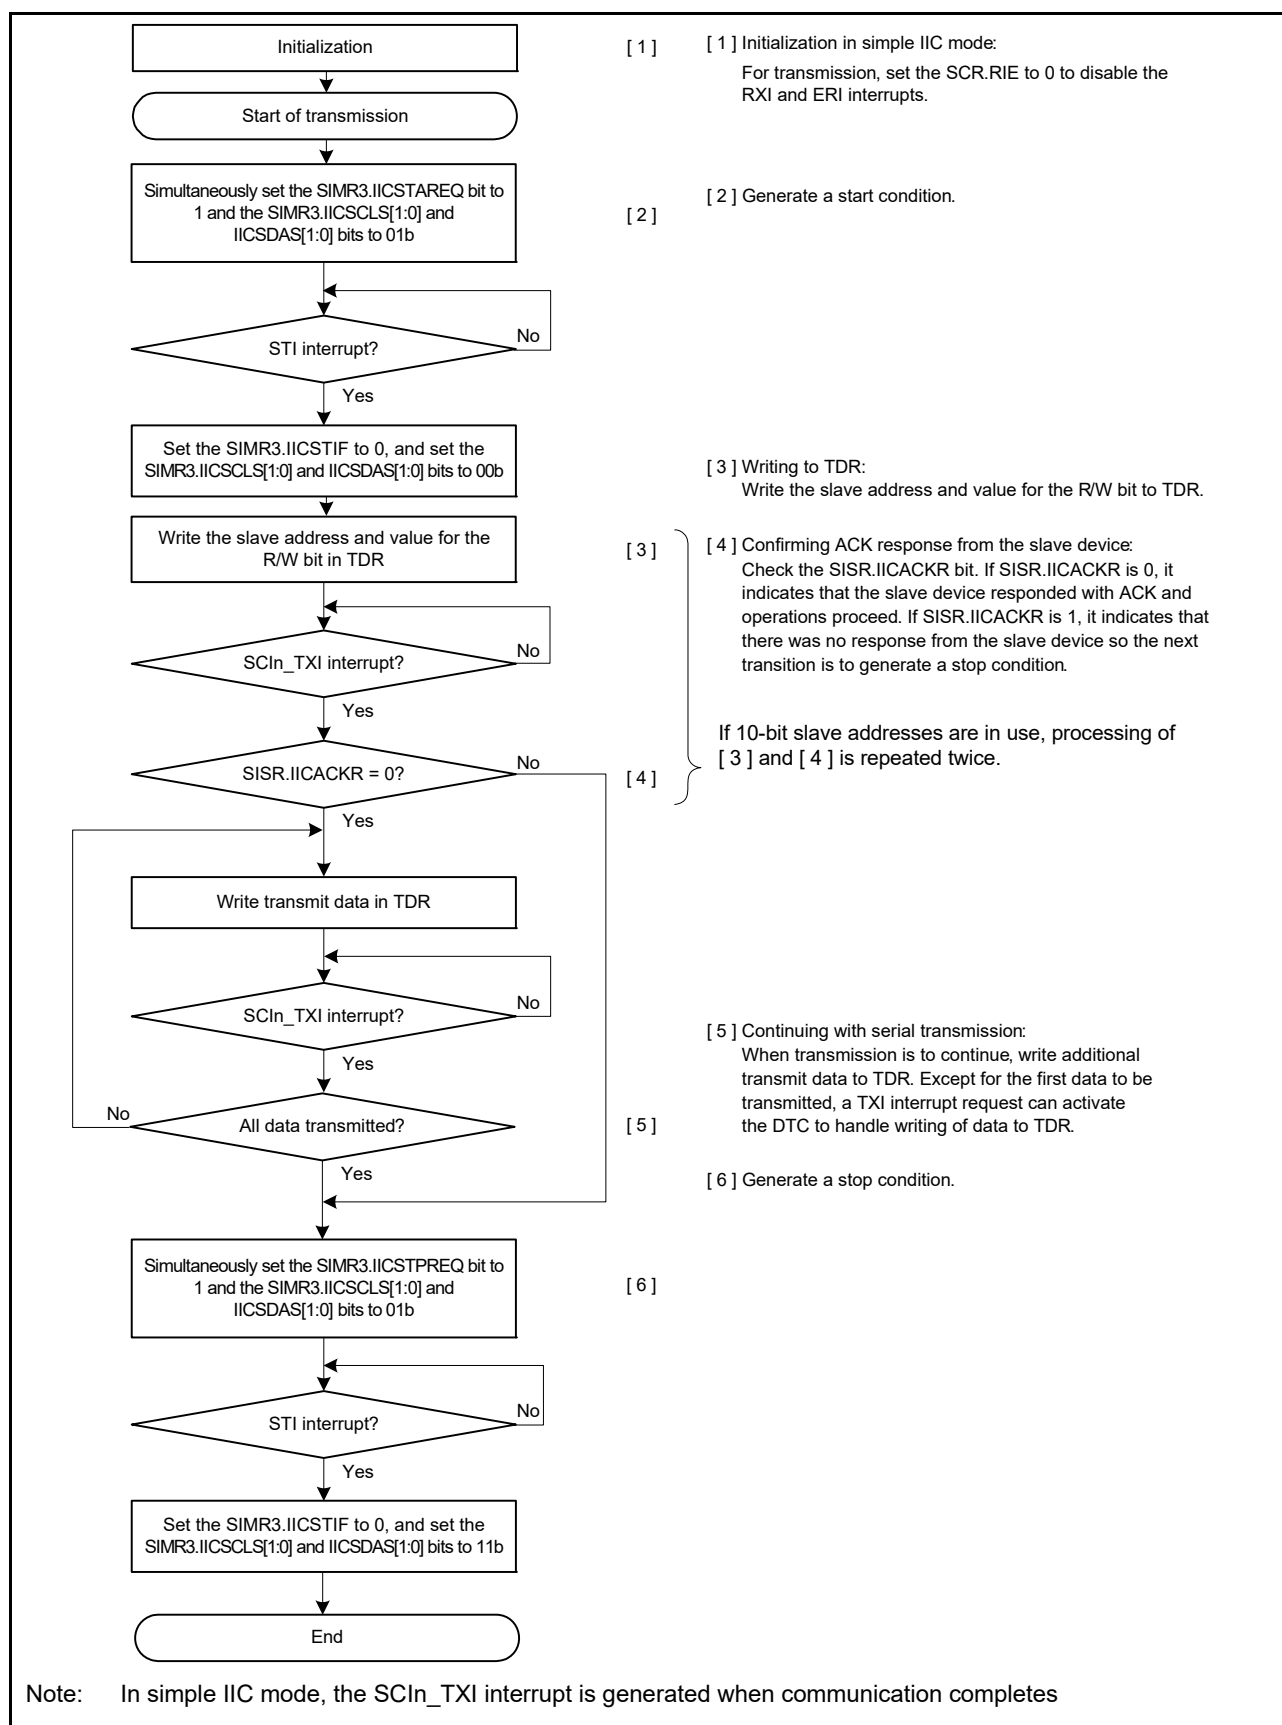 Initialization
[ 1 ]
[ 1 ] Initialization in simple IIC mode:
For transmission, set the SCR.RIE to 0 to disable the
RXI and ERI interrupts.
Start of transmission
Simultaneously set the SIMR3.IICSTAREQ bit to
1 and the SIMR3.IICSCLS[1:0] and
IICSDAS[1:0] bits to 01b
[ 2 ]
[ 2 ] Generate a start condition.
STI interrupt?
No
Yes
Set the SIMR3.IICSTIF to 0, and set the
SIMR3.IICSCLS[1:0] and IICSDAS[1:0] bits to 00b
[ 3 ] Writing to TDR:
Write the slave address and value for the R/W bit to TDR.
Write the slave address and value for the
R/W bit in TDR
[ 3 ]
[ 4 ] Confirming ACK response from the slave device:
Check the SISR.IICACKR bit. If SISR.IICACKR is 0, it
indicates that the slave device responded with ACK and
operations proceed. If SISR.IICACKR is 1, it indicates that
there was no response from the slave device so the next
transition is to generate a stop condition.
SCIn_TXI interrupt?
No
Yes
If 10-bit slave addresses are in use, processing of
[ 3 ] and [ 4 ] is repeated twice.
SISR.IICACKR = 0?
No
[ 4 ]
Yes
Write transmit data in TDR
SCIn_TXI interrupt?
No
Yes
[ 5 ] Continuing with serial transmission:
When transmission is to continue, write additional
transmit data to TDR. Except for the first data to be
transmitted, a TXI interrupt request can activate
the DTC to handle writing of data to TDR.
No
All data transmitted?
[ 5 ]
Yes
[ 6 ] Generate a stop condition.
Simultaneously set the SIMR3.IICSTPREQ bit to
1 and the SIMR3.IICSCLS[1:0] and
IICSDAS[1:0] bits to 01b
[ 6 ]
STI interrupt?
No
Yes
Set the SIMR3.IICSTIF to 0, and set the
SIMR3.IICSCLS[1:0] and IICSDAS[1:0] bits to 11b
End
Note: In simple IIC mode, the SCIn_TXI interrupt is generated when communication completes